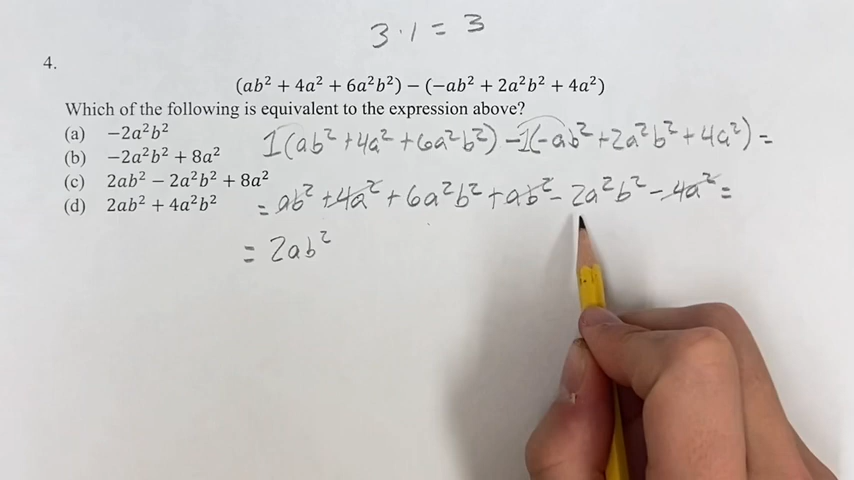 3·1 = 3
4.
(ab² + 4a² + 6a²b²) − (−ab² + 2a²b² + 4a²)
Which of the following is equivalent to the expression above?
(a) −2a²b²
(b) −2a²b² + 8a²
(c) 2ab² − 2a²b² + 8a²
(d) 2ab² + 4a²b²
1(ab² + 4a² + 6a²b²) − 1(−ab² + 2a²b² + 4a²) =
= ab² + 4a² + 6a²b² + ab² − 2a²b² − 4a² =
= 2ab²